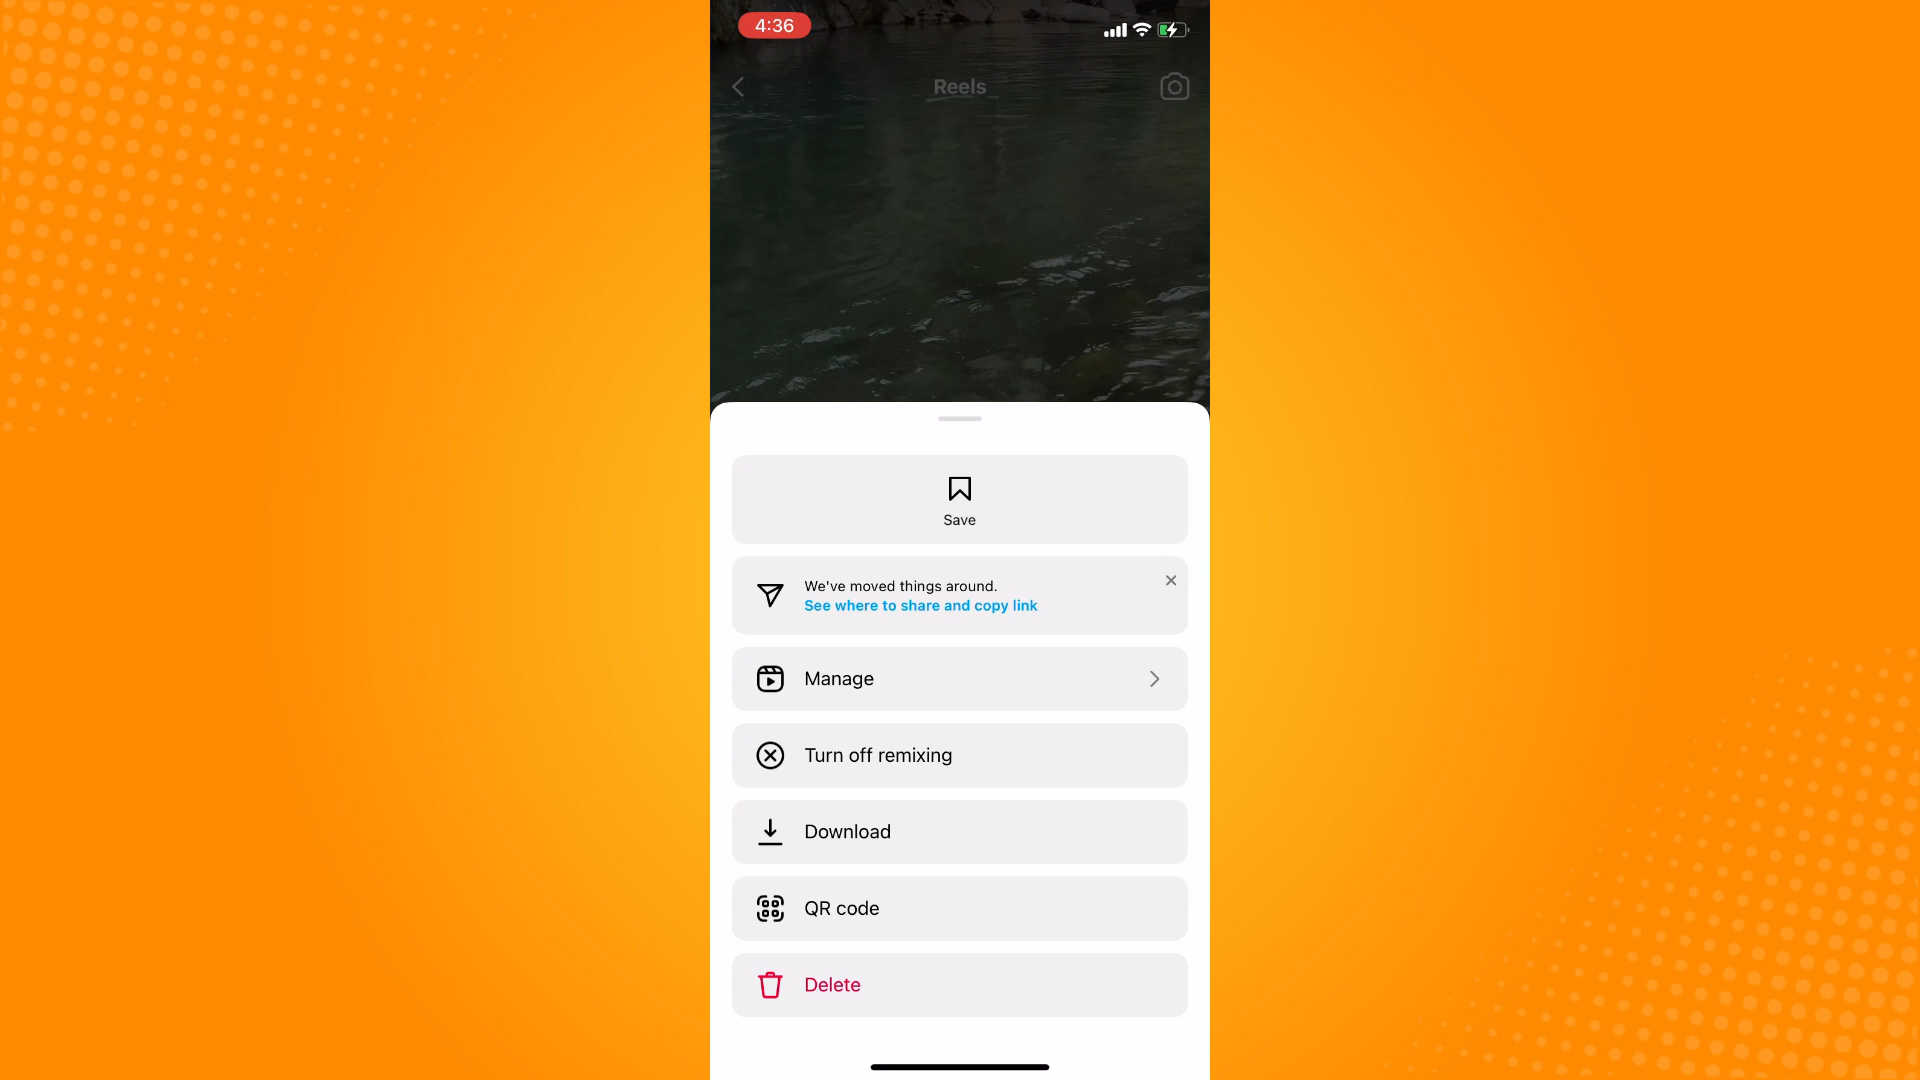 4:36
Reels
Save
We've moved things around.
See where to share and copy link
Manage
Turn off remixing
Download
QR code
Delete